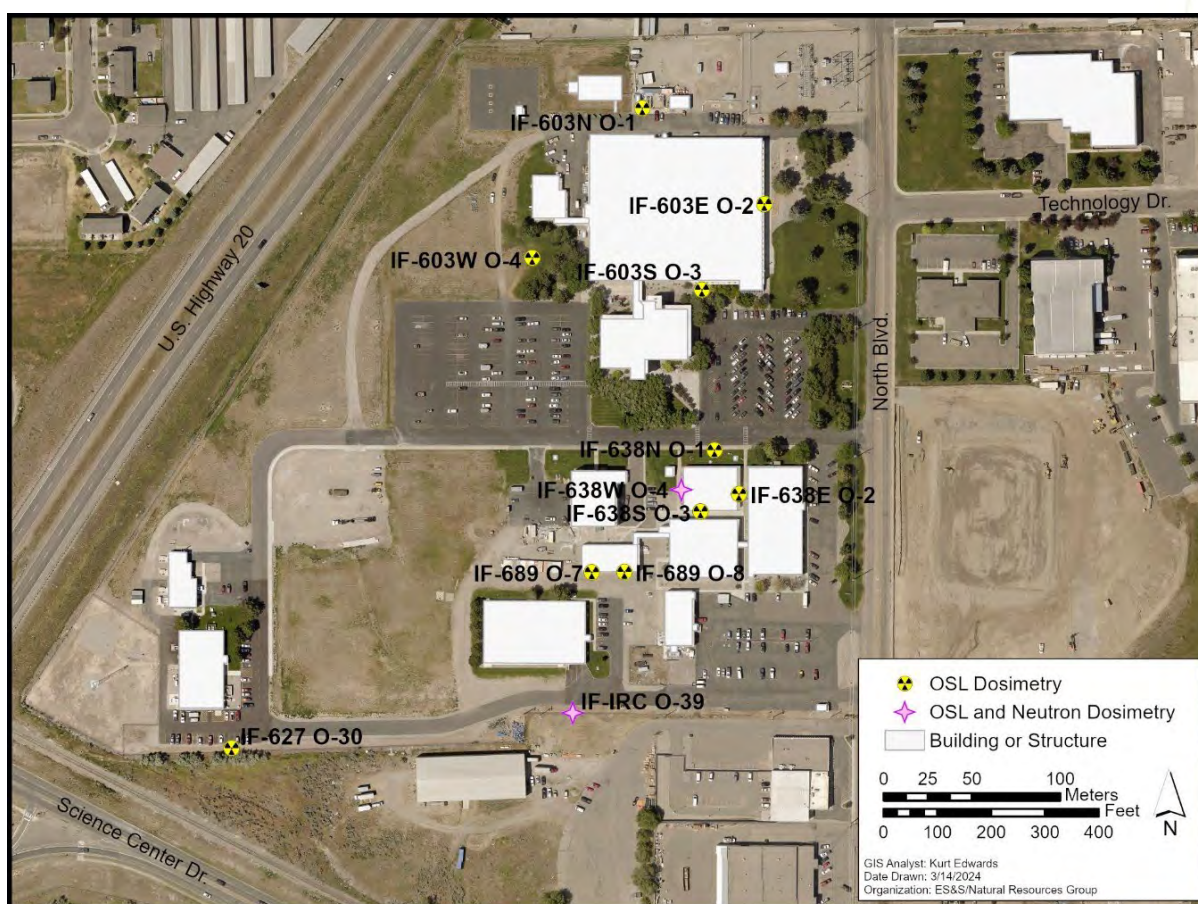 IF-603N O-1
IF-603E O-2
Technology Dr.
IF-603W O-4
IF-603S O-3
U.S. Highway 20
North Blvd.
IF-638N O-1
IF-638W O-4
IF-638E O-2
IF-638S O-3
IF-689 O-7
IF-689 O-8
IF-IRC O-39
IF-627 O-30
Science Center Dr.
OSL Dosimetry
OSL and Neutron Dosimetry
Building or Structure
0 25 50 100
Meters
Feet
0 100 200 300 400
N
GIS Analyst: Kurt Edwards
Date Drawn: 3/14/2024
Organization: ES&S/Natural Resources Group